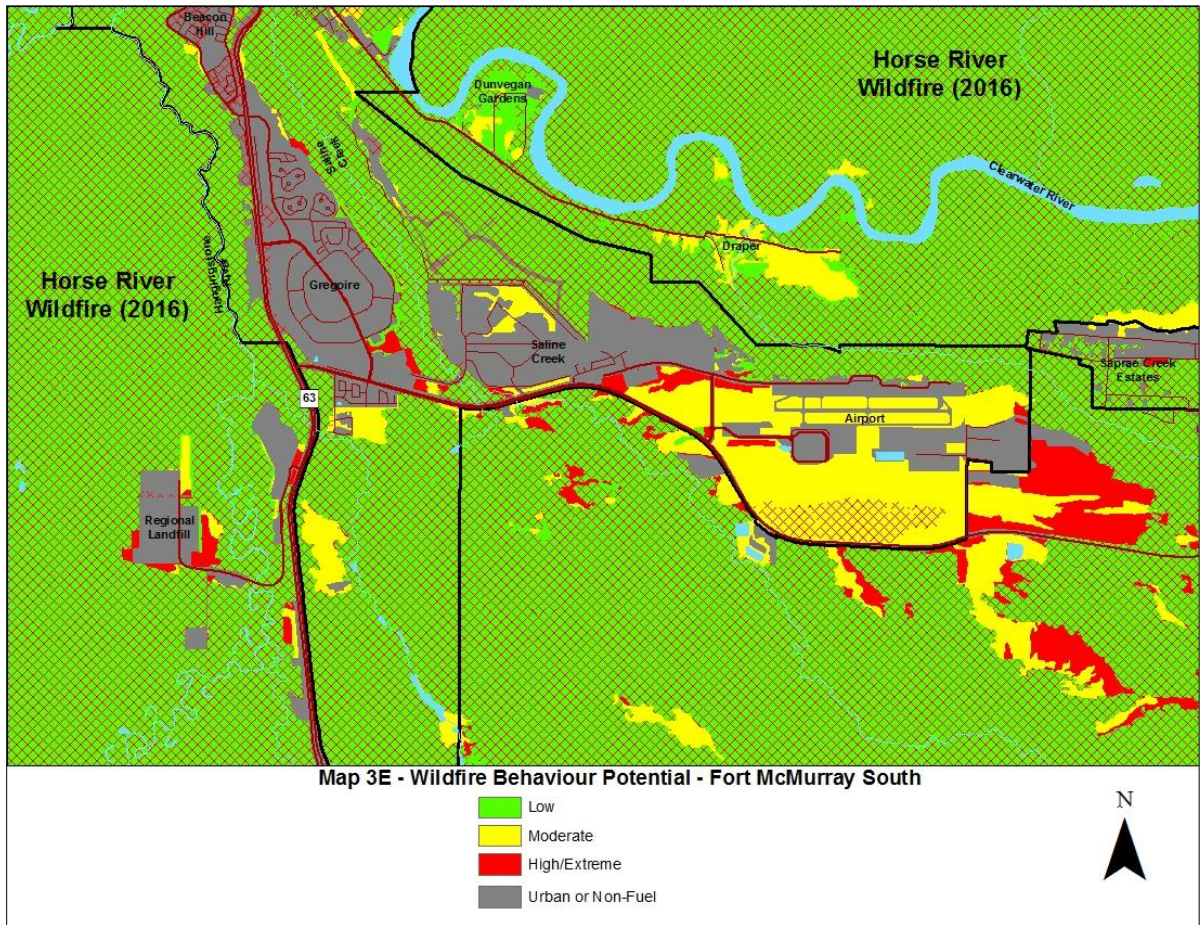 Beacon
Hill
Horse River
Wildfire (2016)
Dunvegan
Gardens
Saline
Creek
Clearwater River
Draper
Hangingstone
River
Horse River
Wildfire (2016)
Gregoire
Saline
Creek
Saprae Creek
Estates
63
Airport
Regional
Landfill
Map 3E - Wildfire Behaviour Potential - Fort McMurray South
Low
Moderate
High/Extreme
Urban or Non-Fuel
N